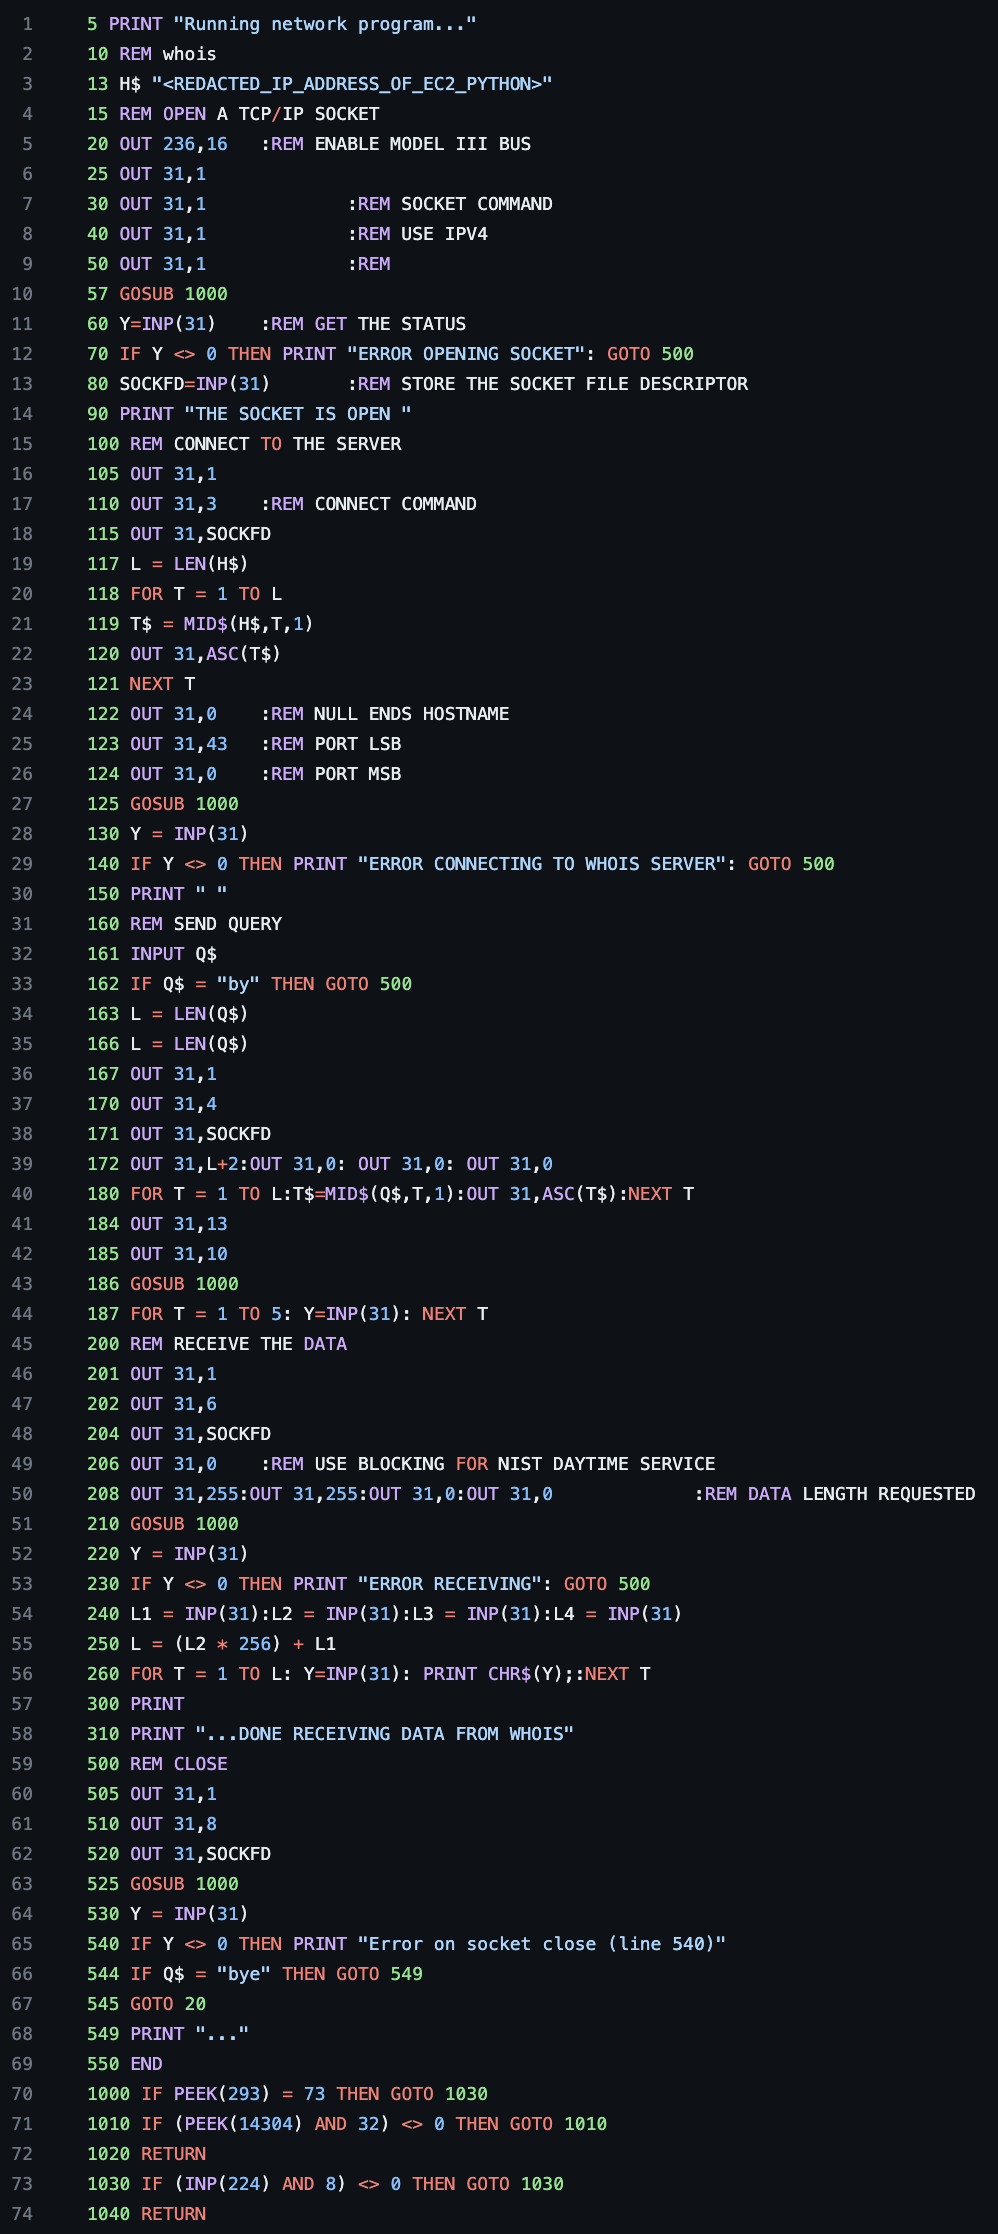 1 5 PRINT "Running network program..."
2 10 REM whois
3 13 H$ "<REDACTED_IP_ADDRESS_OF_EC2_PYTHON>"
4 15 REM OPEN A TCP/IP SOCKET
5 20 OUT 236,16 :REM ENABLE MODEL III BUS
6 25 OUT 31,1
7 30 OUT 31,1 :REM SOCKET COMMAND
8 40 OUT 31,1 :REM USE IPV4
9 50 OUT 31,1 :REM
10 57 GOSUB 1000
11 60 Y=INP(31) :REM GET THE STATUS
12 70 IF Y <> 0 THEN PRINT "ERROR OPENING SOCKET": GOTO 500
13 80 SOCKFD=INP(31) :REM STORE THE SOCKET FILE DESCRIPTOR
14 90 PRINT "THE SOCKET IS OPEN "
15 100 REM CONNECT TO THE SERVER
16 105 OUT 31,1
17 110 OUT 31,3 :REM CONNECT COMMAND
18 115 OUT 31,SOCKFD
19 117 L = LEN(H$)
20 118 FOR T = 1 TO L
21 119 T$ = MID$(H$,T,1)
22 120 OUT 31,ASC(T$)
23 121 NEXT T
24 122 OUT 31,0 :REM NULL ENDS HOSTNAME
25 123 OUT 31,43 :REM PORT LSB
26 124 OUT 31,0 :REM PORT MSB
27 125 GOSUB 1000
28 130 Y = INP(31)
29 140 IF Y <> 0 THEN PRINT "ERROR CONNECTING TO WHOIS SERVER": GOTO 500
30 150 PRINT " "
31 160 REM SEND QUERY
32 161 INPUT Q$
33 162 IF Q$ = "by" THEN GOTO 500
34 163 L = LEN(Q$)
35 166 L = LEN(Q$)
36 167 OUT 31,1
37 170 OUT 31,4
38 171 OUT 31,SOCKFD
39 172 OUT 31,L+2:OUT 31,0: OUT 31,0: OUT 31,0
40 180 FOR T = 1 TO L:T$=MID$(Q$,T,1):OUT 31,ASC(T$):NEXT T
41 184 OUT 31,13
42 185 OUT 31,10
43 186 GOSUB 1000
44 187 FOR T = 1 TO 5: Y=INP(31): NEXT T
45 200 REM RECEIVE THE DATA
46 201 OUT 31,1
47 202 OUT 31,6
48 204 OUT 31,SOCKFD
49 206 OUT 31,0 :REM USE BLOCKING FOR NIST DAYTIME SERVICE
50 208 OUT 31,255:OUT 31,255:OUT 31,0:OUT 31,0 :REM DATA LENGTH REQUESTED
51 210 GOSUB 1000
52 220 Y = INP(31)
53 230 IF Y <> 0 THEN PRINT "ERROR RECEIVING": GOTO 500
54 240 L1 = INP(31):L2 = INP(31):L3 = INP(31):L4 = INP(31)
55 250 L = (L2 * 256) + L1
56 260 FOR T = 1 TO L: Y=INP(31): PRINT CHR$(Y);:NEXT T
57 300 PRINT
58 310 PRINT "...DONE RECEIVING DATA FROM WHOIS"
59 500 REM CLOSE
60 505 OUT 31,1
61 510 OUT 31,8
62 520 OUT 31,SOCKFD
63 525 GOSUB 1000
64 530 Y = INP(31)
65 540 IF Y <> 0 THEN PRINT "Error on socket close (line 540)"
66 544 IF Q$ = "bye" THEN GOTO 549
67 545 GOTO 20
68 549 PRINT "..."
69 550 END
70 1000 IF PEEK(293) = 73 THEN GOTO 1030
71 1010 IF (PEEK(14304) AND 32) <> 0 THEN GOTO 1010
72 1020 RETURN
73 1030 IF (INP(224) AND 8) <> 0 THEN GOTO 1030
74 1040 RETURN